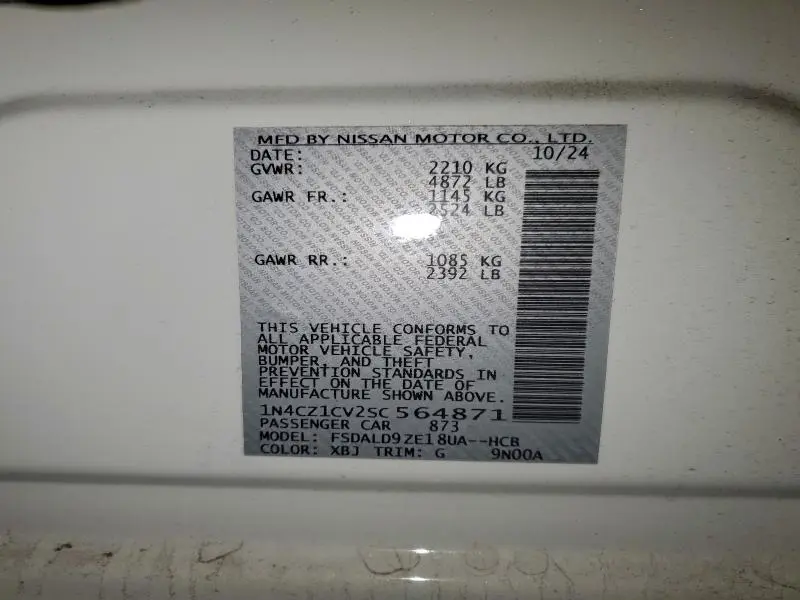 MFD BY NISSAN MOTOR CO., LTD.
DATE: 10/24
GVWR: 2210 KG
4872 LB
GAWR FR.: 1145 KG
2524 LB
GAWR RR.: 1085 KG
2392 LB
THIS VEHICLE CONFORMS TO
ALL APPLICABLE FEDERAL
MOTOR VEHICLE SAFETY,
BUMPER, AND THEFT
PREVENTION STANDARDS IN
EFFECT ON THE DATE OF
MANUFACTURE SHOWN ABOVE.
1N4CZ1CV2SC564871
PASSENGER CAR 873
MODEL: FSDALD9ZE18UA--HCB
COLOR: XBJ TRIM: G 9N00A